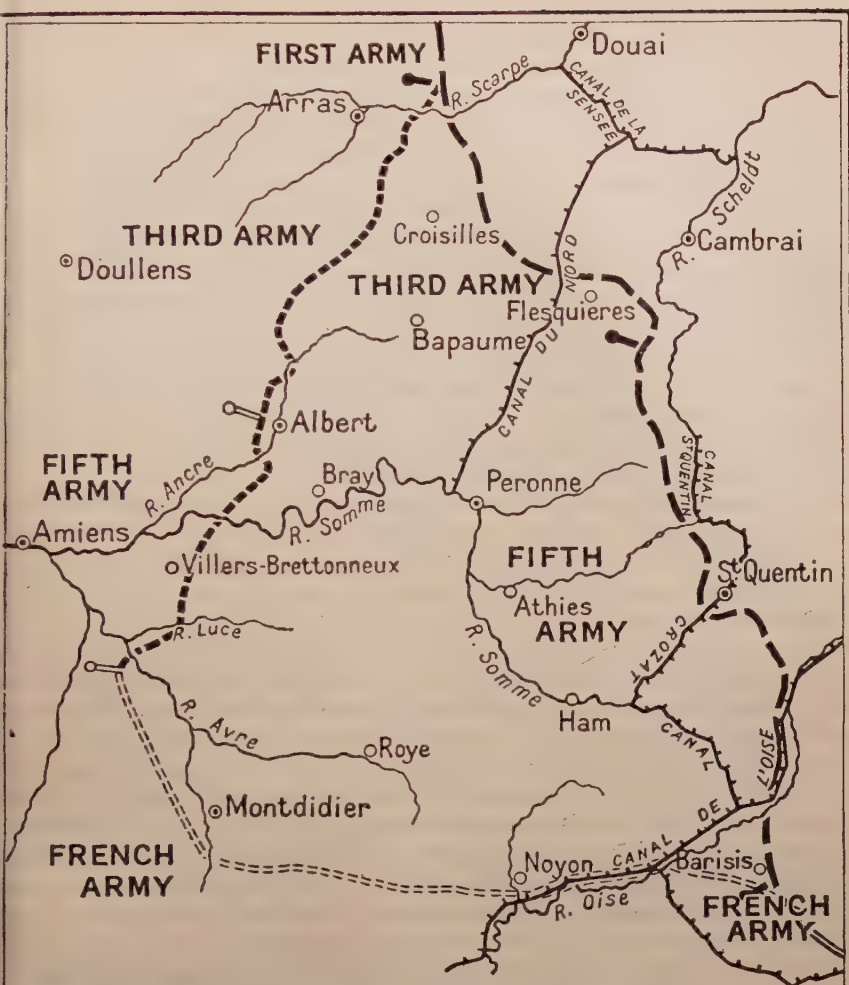 FIRST ARMY
Douai
R. Scarpe
CANAL DE LA
SENSEE
Arras
R. Scheldt
THIRD ARMY
Croisilles
Cambrai
Doullens
THIRD ARMY
Flesquières
Bapaume
CANAL DU NORD
Albert
CANAL
ST QUENTIN
FIFTH
ARMY
R. Ancre
Bray
R. Somme
Peronne
Amiens
Villers-Brettonneux
FIFTH
ARMY
Athies
St. Quentin
R. Luce
R. Somme
CROZAT
CANAL
Ham
R. Avre
Roye
Montdidier
FRENCH
ARMY
Noyon
CANAL DE L'OISE
Barisis
R. Oise
FRENCH
ARMY